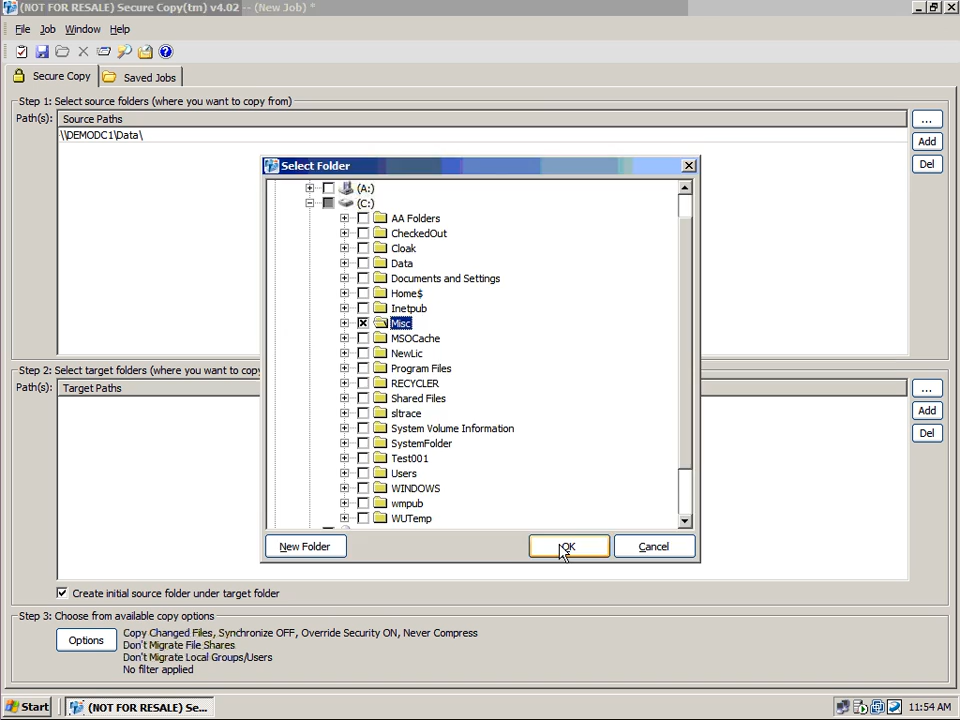 (NOT FOR RESALE) Secure Copy(tm) v4.02 -- (New Job) *
File Job Window Help
Secure Copy Saved Jobs
Step 1: Select source folders (where you want to copy from)
Path(s): Source Paths ...
\\DEMODC1\Data\
Add
Del
Select Folder
(A:)
(C:)
AA Folders
CheckedOut
Cloak
Data
Documents and Settings
Home$
Inetpub
Misc
MSOCache
NewLic
Program Files
RECYCLER
Shared Files
sltrace
System Volume Information
SystemFolder
Test001
Users
WINDOWS
wmpub
WUTemp
New Folder OK Cancel
Step 2: Select target folders (where you want to copy
Path(s): Target Paths ...
Add
Del
Create initial source folder under target folder
Step 3: Choose from available copy options
Options
Copy Changed Files, Synchronize OFF, Override Security ON, Never Compress
Don't Migrate File Shares
Don't Migrate Local Groups/Users
No filter applied
Start (NOT FOR RESALE) Se... 11:54 AM